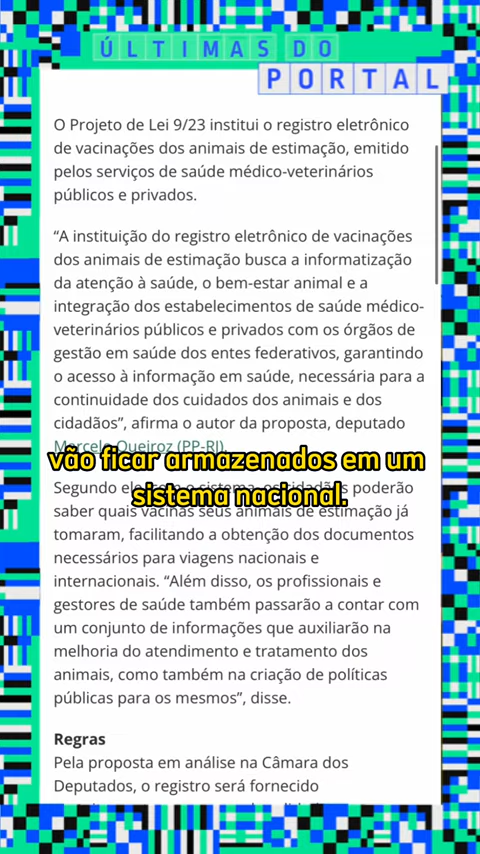 ÚLTIMAS DO
PORTAL
O Projeto de Lei 9/23 institui o registro eletrônico
de vacinações dos animais de estimação, emitido
pelos serviços de saúde médico-veterinários
públicos e privados.
“A instituição do registro eletrônico de vacinações
dos animais de estimação busca a informatização
da atenção à saúde, o bem-estar animal e a
integração dos estabelecimentos de saúde médico-
veterinários públicos e privados com os órgãos de
gestão em saúde dos entes federativos, garantindo
o acesso à informação em saúde, necessária para a
continuidade dos cuidados dos animais e dos
cidadãos”, afirma o autor da proposta, deputado
Marcelo Queiroz (PP-RJ).
vão ficar armazenados em um
sistema nacional.
Segundo os cidadãos poderão
saber quais vacinas seus animais de estimação já
tomaram, facilitando a obtenção dos documentos
necessários para viagens nacionais e
internacionais. “Além disso, os profissionais e
gestores de saúde também passarão a contar com
um conjunto de informações que auxiliarão na
melhoria do atendimento e tratamento dos
animais, como também na criação de políticas
públicas para os mesmos”, disse.
Regras
Pela proposta em análise na Câmara dos
Deputados, o registro será fornecido